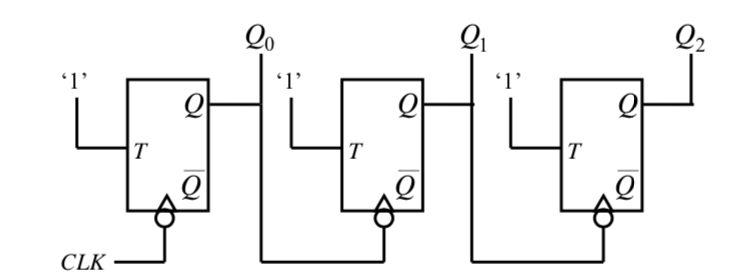 Q₀ Q₁ Q₂
‘1’ ‘1’ ‘1’
Q Q Q
T T T
Q̅ Q̅ Q̅
CLK